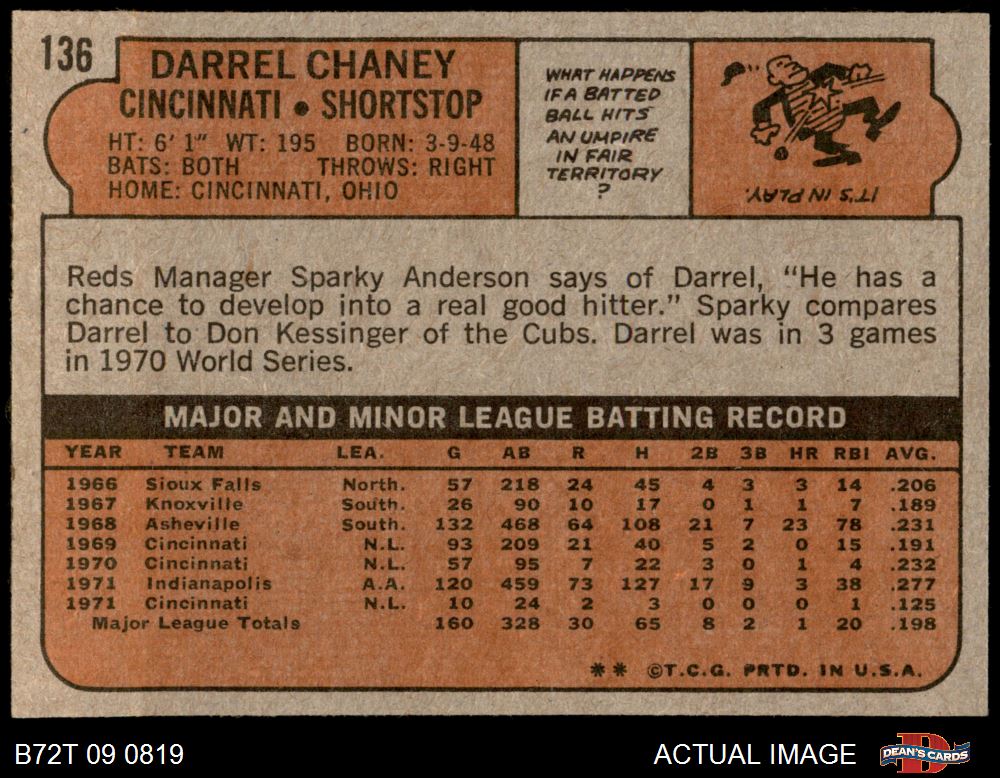 136
DARREL CHANEY
CINCINNATI • SHORTSTOP
HT: 6' 1" WT: 195 BORN: 3-9-48
BATS: BOTH THROWS: RIGHT
HOME: CINCINNATI, OHIO
WHAT HAPPENS
IF A BATTED
BALL HITS
AN UMPIRE
IN FAIR
TERRITORY
?
IT'S IN PLAY.
Reds Manager Sparky Anderson says of Darrel, “He has a
chance to develop into a real good hitter.” Sparky compares
Darrel to Don Kessinger of the Cubs. Darrel was in 3 games
in 1970 World Series.
MAJOR AND MINOR LEAGUE BATTING RECORD
YEAR TEAM LEA. G AB R H 2B 3B HR RBI AVG.
1966 Sioux Falls North. 57 218 24 45 4 3 3 14 .206
1967 Knoxville South. 26 90 10 17 0 1 1 7 .189
1968 Asheville South. 132 468 64 108 21 7 23 78 .231
1969 Cincinnati N.L. 93 209 21 40 5 2 0 15 .191
1970 Cincinnati N.L. 57 95 7 22 3 0 1 4 .232
1971 Indianapolis A.A. 120 459 73 127 17 9 3 38 .277
1971 Cincinnati N.L. 10 24 2 3 0 0 0 1 .125
Major League Totals 160 328 30 65 8 2 1 20 .198
** ©T.C.G. PRTD. IN U.S.A.
B72T 09 0819
ACTUAL IMAGE
DEAN'S CARDS